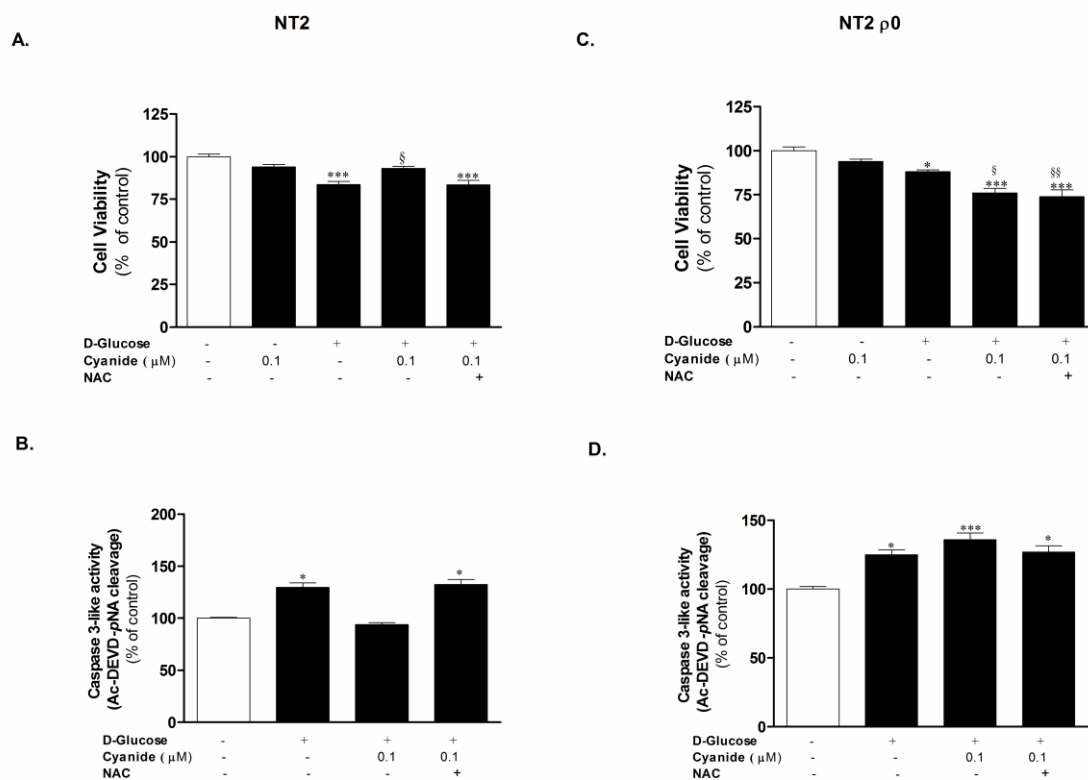 NT2
A.
Cell Viability
(% of control)
125
100
75
50
25
0
§
***
***
D-Glucose - - + + +
Cyanide ( µM) - 0.1 - 0.1 0.1
NAC - - - - +
NT2 ρ0
C.
Cell Viability
(% of control)
125
100
75
50
25
0
*
§
***
§§
***
D-Glucose - - + + +
Cyanide ( µM) - 0.1 - 0.1 0.1
NAC - - - - +
B.
Caspase 3-like activity
(Ac-DEVD-pNA cleavage)
(% of control)
200
150
100
50
0
*
*
D-Glucose - + + +
Cyanide ( µM) - - 0.1 0.1
NAC - - - +
D.
Caspase 3-like activity
(Ac-DEVD-pNA cleavage)
(% of control)
150
100
50
0
*
***
*
D-Glucose - + + +
Cyanide ( µM) - - 0.1 0.1
NAC - - - +